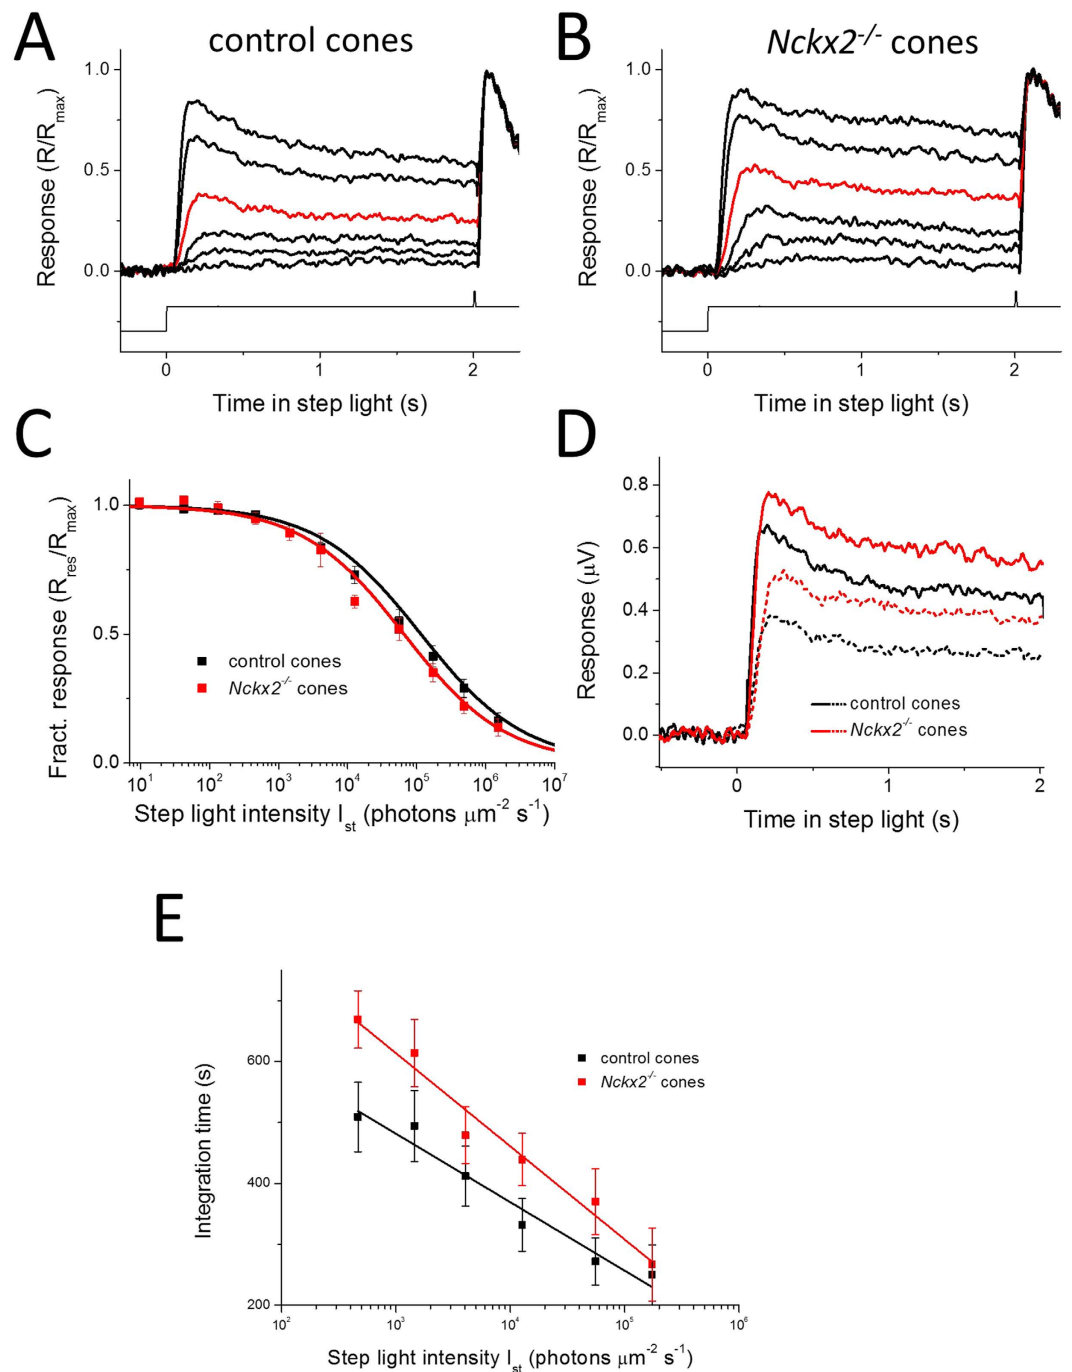 A
control cones
Response (R/Rmax)
1.0
0.5
0.0
0
1
2
Time in step light (s)
B
Nckx2-/- cones
Response (R/Rmax)
1.0
0.5
0.0
0
1
2
Time in step light (s)
C
Fract. response (Rres/Rmax)
1.0
0.5
0.0
control cones
Nckx2-/- cones
10^1
10^2
10^3
10^4
10^5
10^6
10^7
Step light intensity Ist (photons μm-2 s-1)
D
Response (μV)
0.8
0.6
0.4
0.2
0.0
control cones
Nckx2-/- cones
0
1
2
Time in step light (s)
E
Integration time (s)
600
400
200
control cones
Nckx2-/- cones
10^2
10^3
10^4
10^5
10^6
Step light intensity Ist (photons μm-2 s-1)